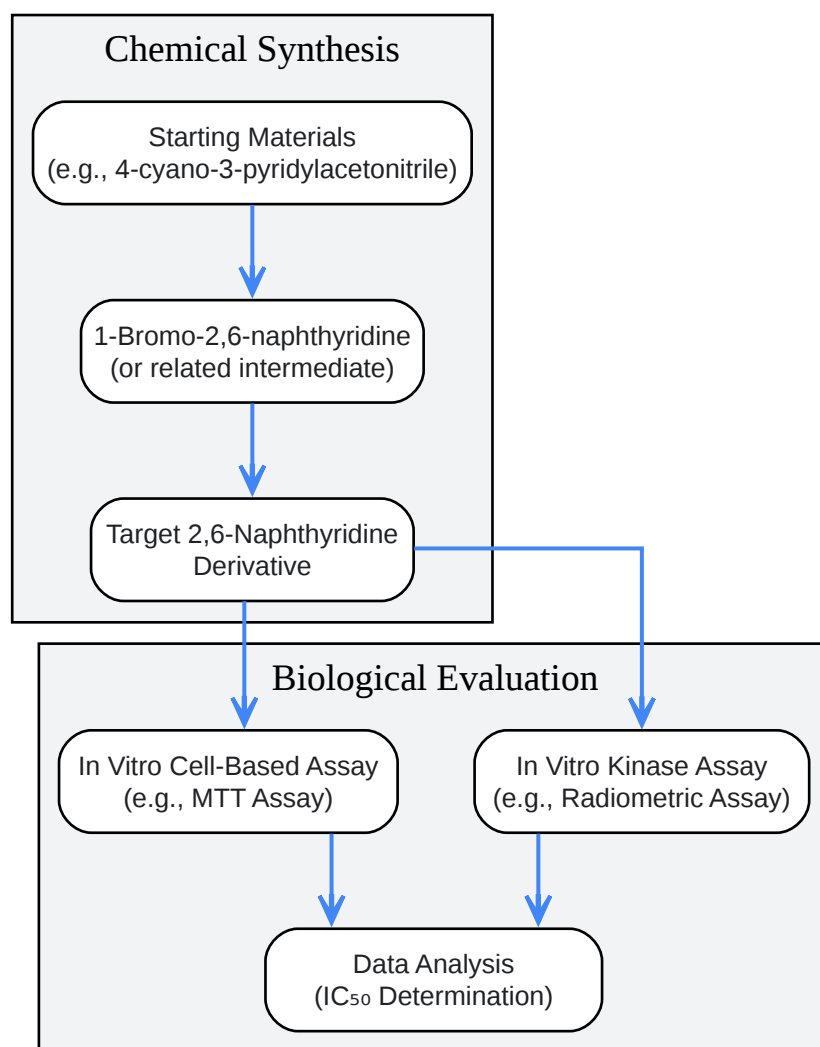 Chemical Synthesis
Starting Materials
(e.g., 4-cyano-3-pyridylacetonitrile)
1-Bromo-2,6-naphthyridine
(or related intermediate)
Target 2,6-Naphthyridine
Derivative
Biological Evaluation
In Vitro Cell-Based Assay
(e.g., MTT Assay)
In Vitro Kinase Assay
(e.g., Radiometric Assay)
Data Analysis
(IC₅₀ Determination)